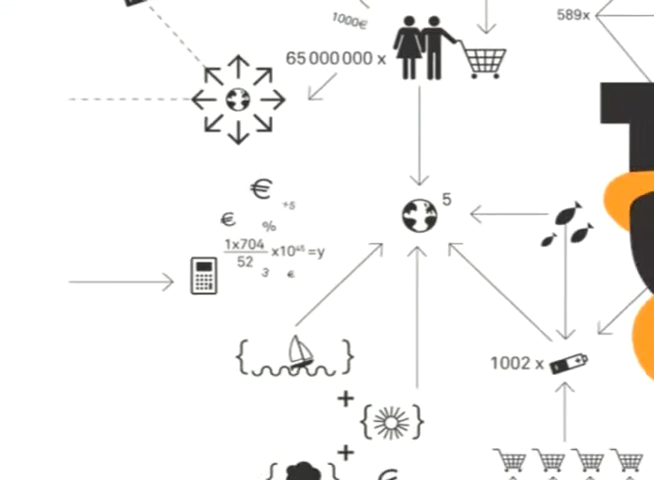 1000€
589x
65 000 000 x
€
+5
5
€
%
1x704
52
x10⁴⁵=y
3 €
1002 x
+
+